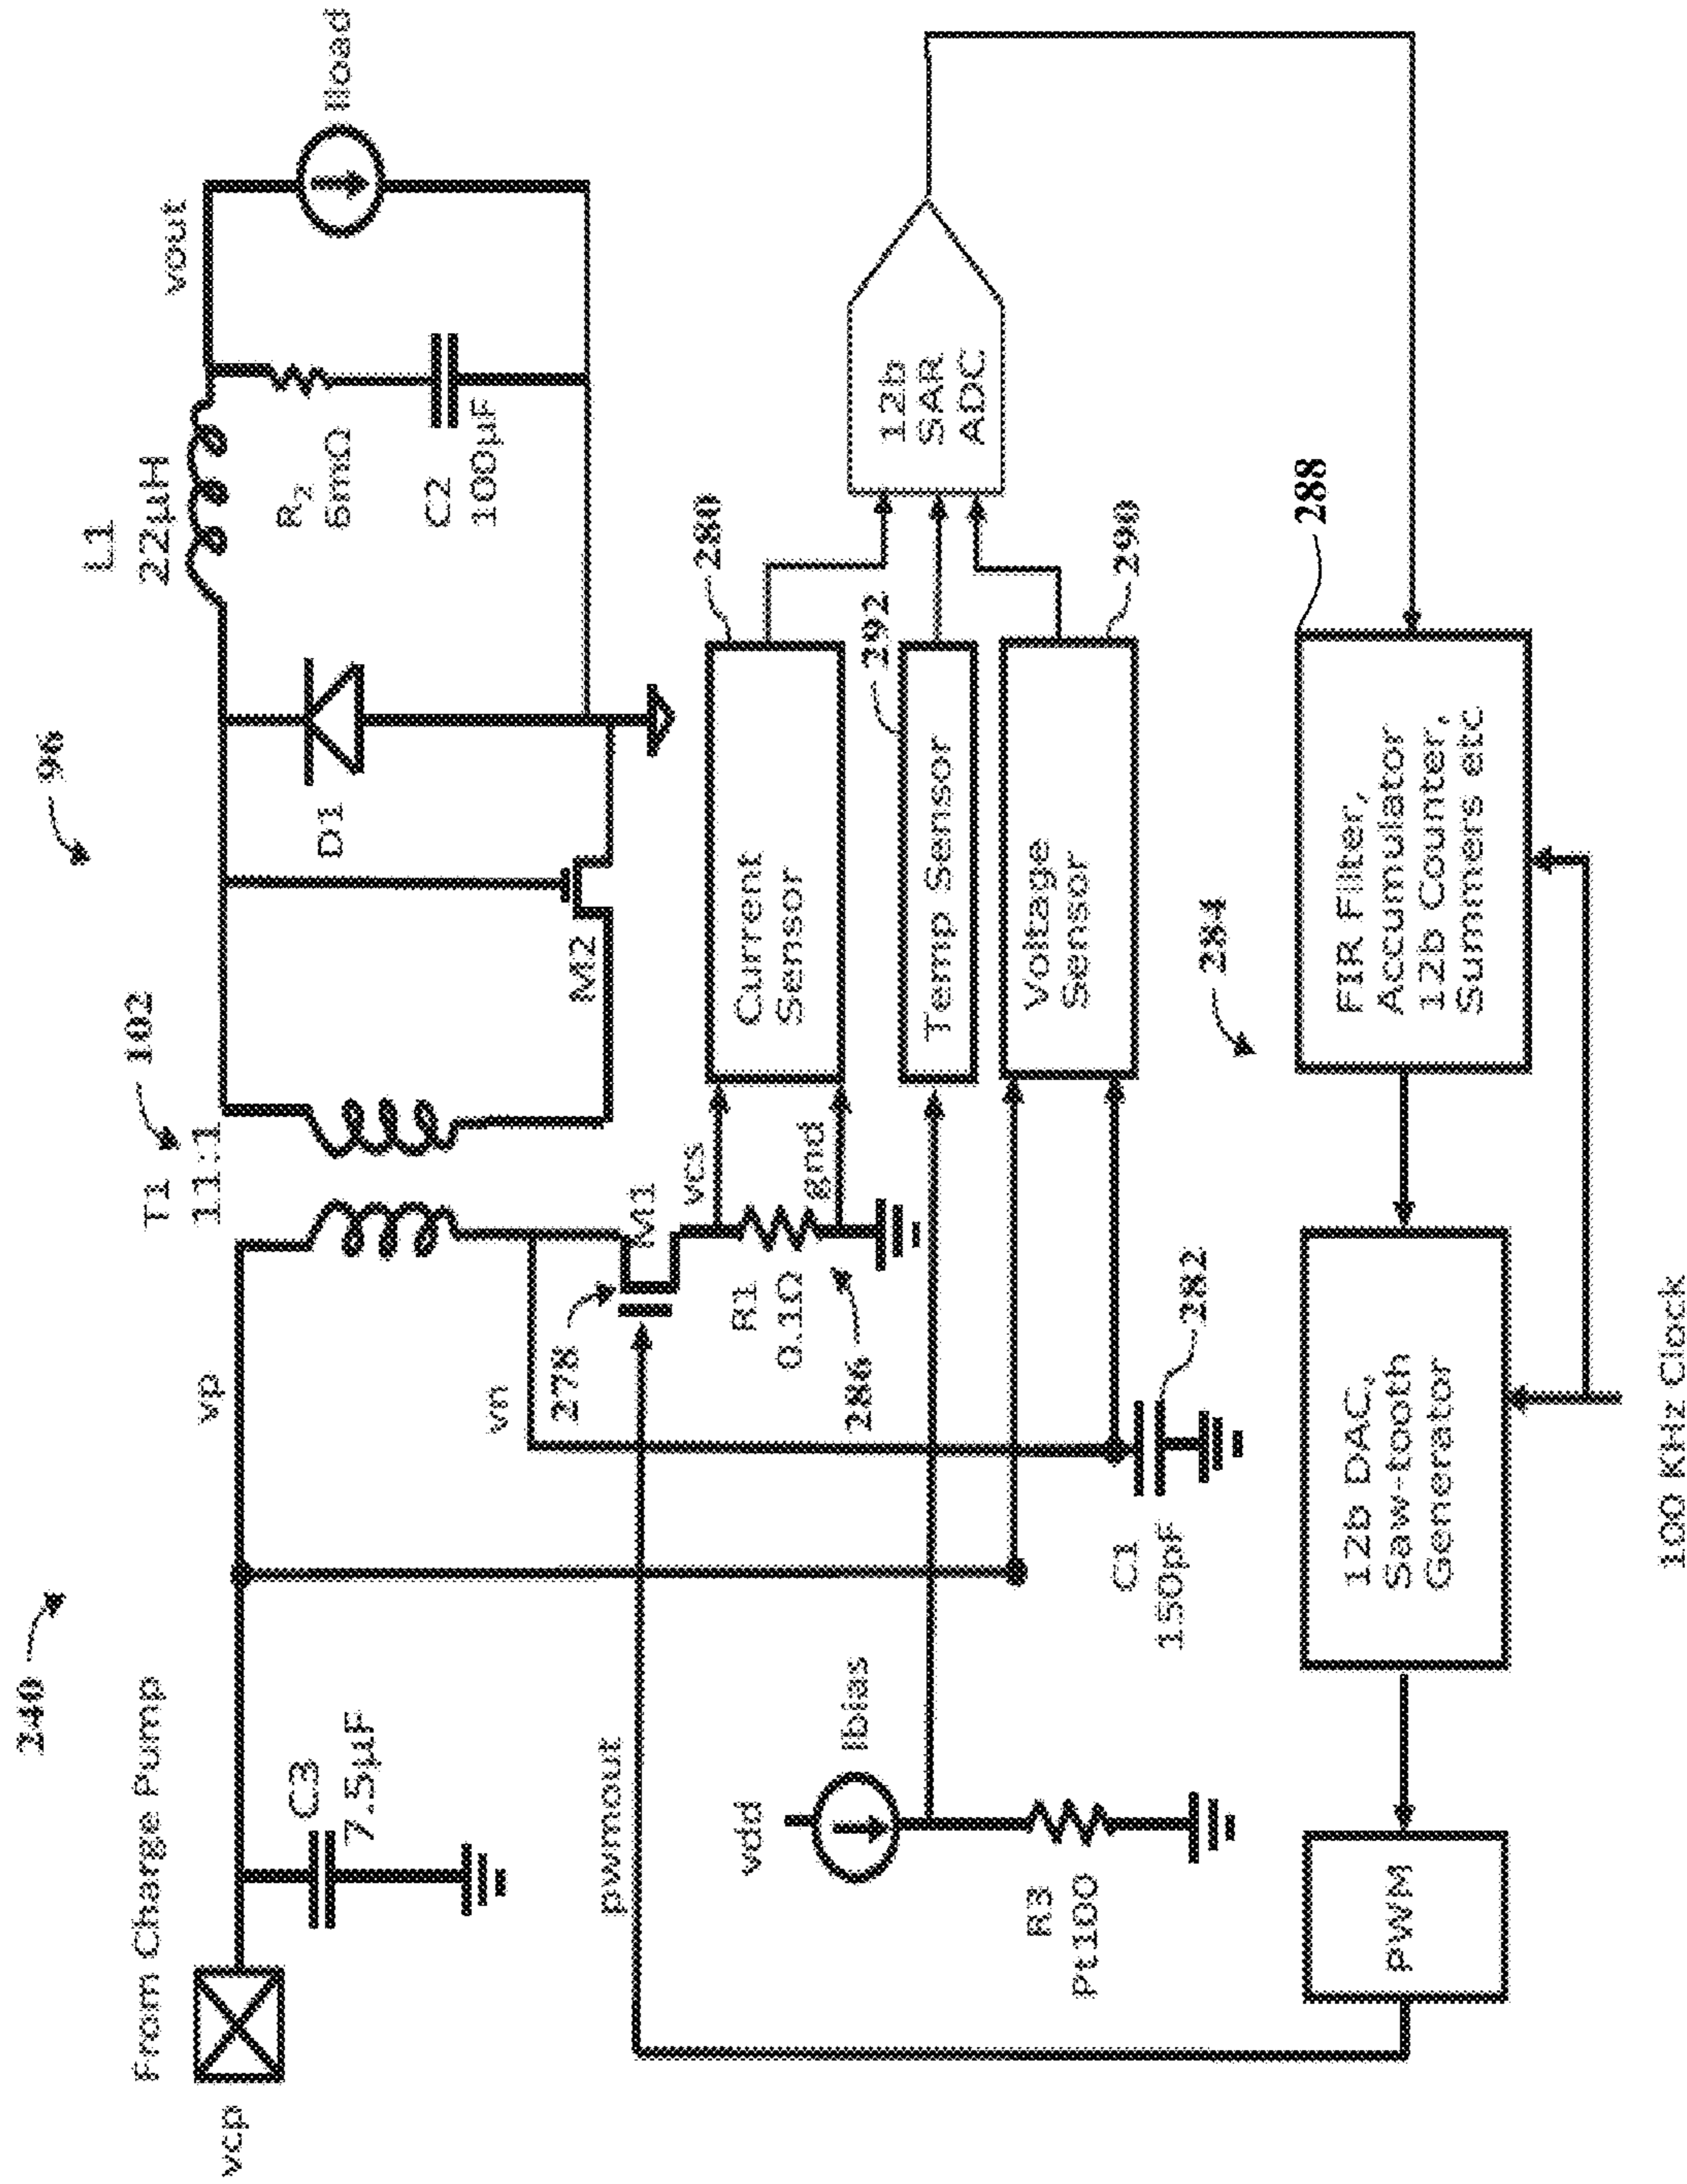 240
96
From Charge Pump
vcp
C3
7.5µF
vp
T1
11:1
102
L1
22µH
vout
Iload
R2
6mΩ
C2
100µF
D1
M2
vn
278
M1
vcs
R1
0.1Ω
gnd
286
pwmout
vdd
Ibias
R3
Pt100
C1
150pF
282
Current
Sensor
280
Temp Sensor
292
Voltage
Sensor
290
12b
SAR
ADC
284
288
PWM
12b DAC,
Saw-tooth
Generator
FIR Filter,
Accumulator
12b Counter,
Summers etc
100 KHz Clock